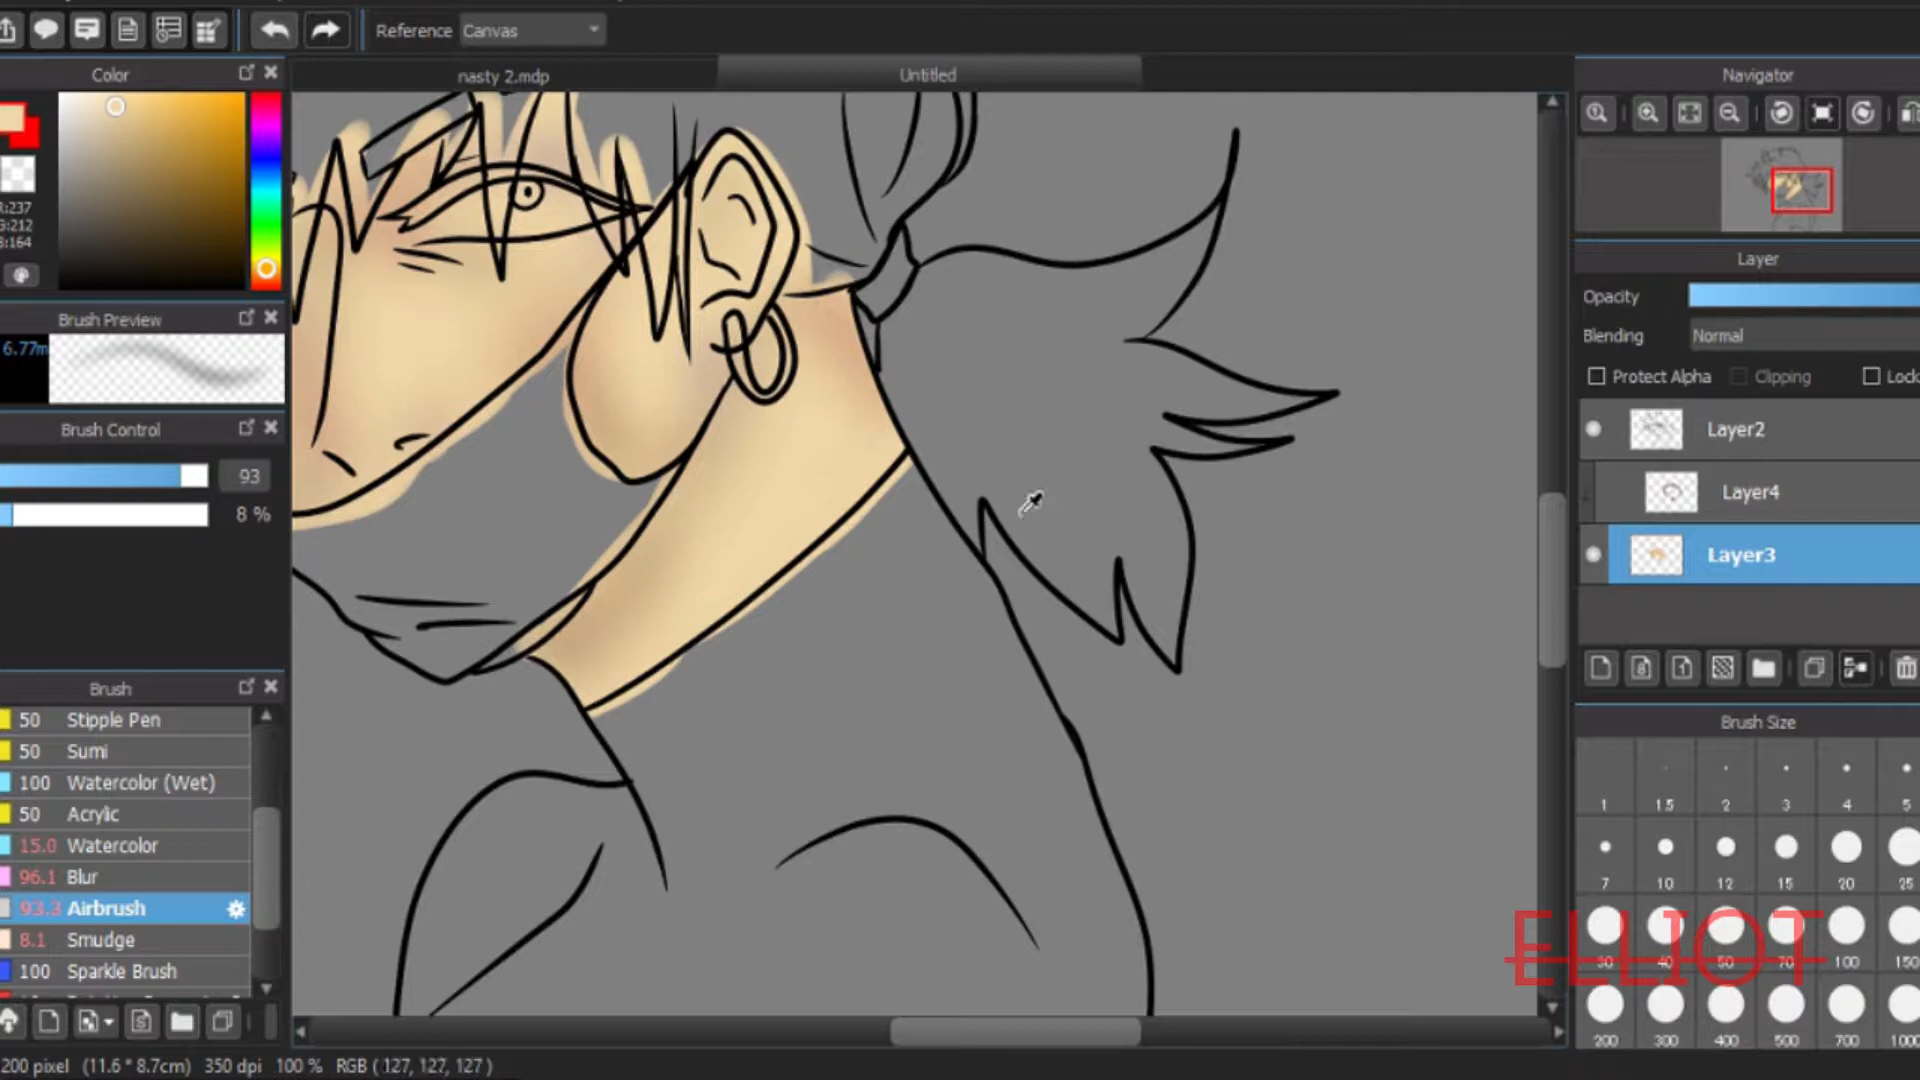 Reference Canvas
Color
nasty 2.mdp
Untitled
Navigator
R:237
G:212
B:164
Brush Preview
6.77m
Brush Control
93
8 %
Brush
50 Stipple Pen
50 Sumi
100 Watercolor (Wet)
50 Acrylic
15.0 Watercolor
96.1 Blur
93.3 Airbrush
8.1 Smudge
100 Sparkle Brush
Layer
Opacity
Blending Normal
Protect Alpha Clipping Lock
Layer2
Layer4
Layer3
Brush Size
1 1.5 2 3 4 5
7 10 12 15 20 25
30 40 50 70 100 150
200 300 400 500 700 1000
ELLIOT
200 pixel (11.6 * 8.7cm) 350 dpi 100 % RGB ( 127, 127, 127 )